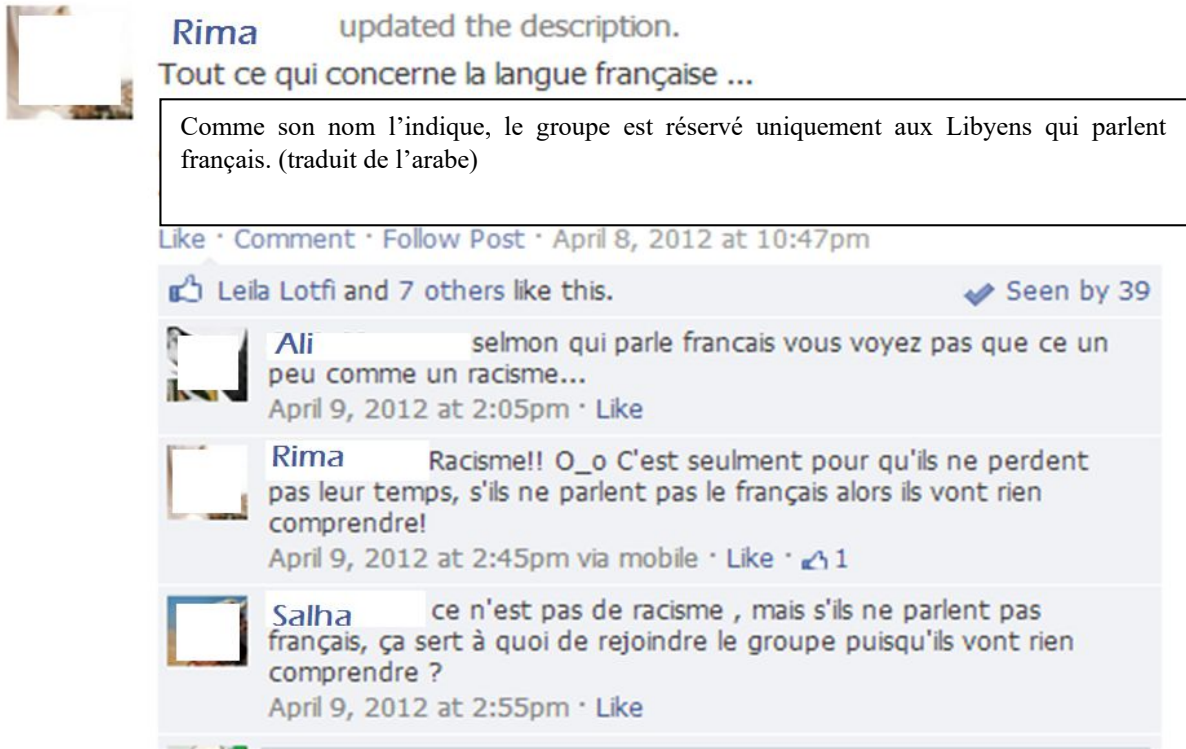 Rima updated the description.
Tout ce qui concerne la langue française ...
Comme son nom l’indique, le groupe est réservé uniquement aux Libyens qui parlent
français. (traduit de l’arabe)
Like · Comment · Follow Post · April 8, 2012 at 10:47pm
Leila Lotfi and 7 others like this. Seen by 39
Ali selmon qui parle francais vous voyez pas que ce un
peu comme un racisme...
April 9, 2012 at 2:05pm · Like
Rima Racisme!! O_o C'est seulment pour qu'ils ne perdent
pas leur temps, s'ils ne parlent pas le français alors ils vont rien
comprendre!
April 9, 2012 at 2:45pm via mobile · Like · 1
Salha ce n'est pas de racisme , mais s'ils ne parlent pas
français, ça sert à quoi de rejoindre le groupe puisqu'ils vont rien
comprendre ?
April 9, 2012 at 2:55pm · Like